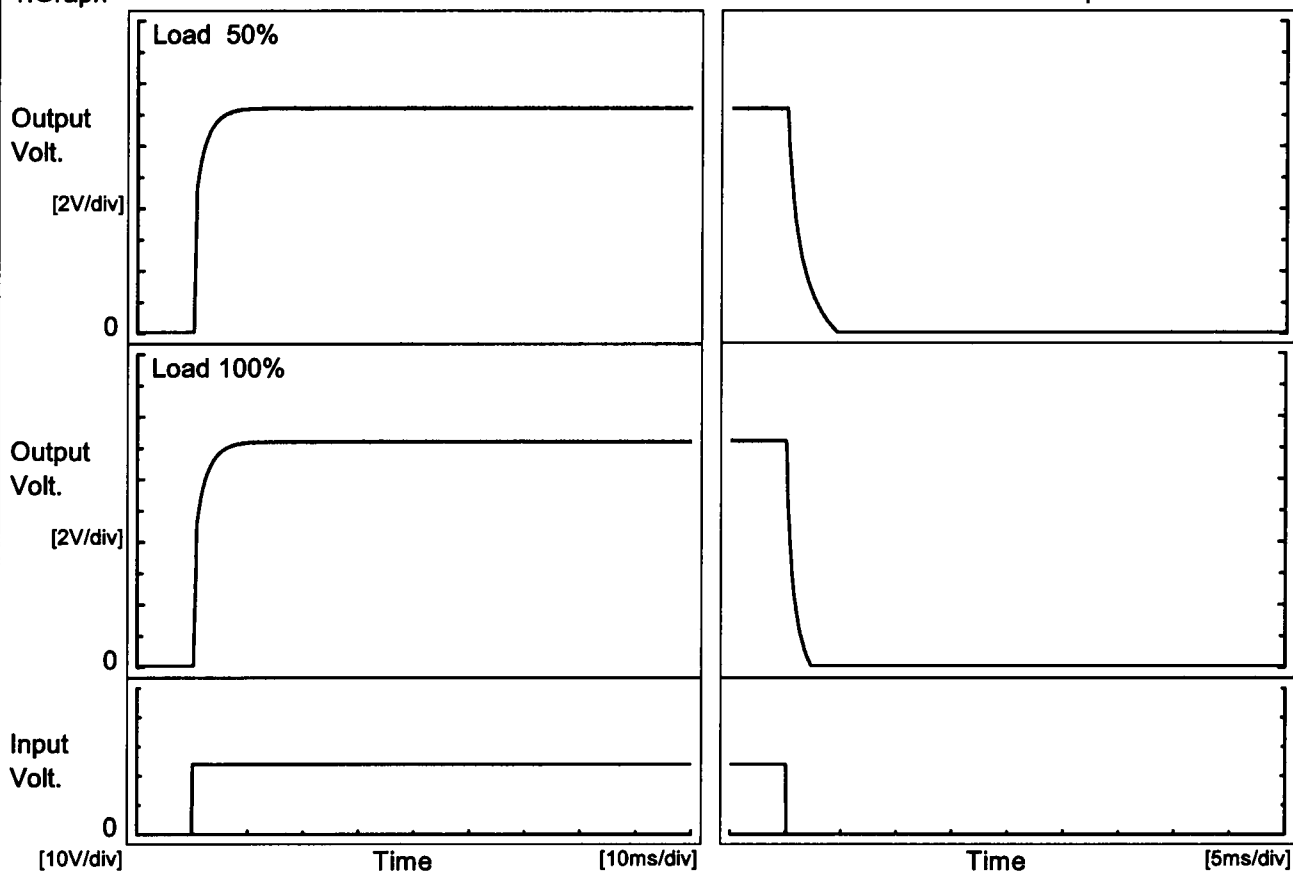 Load 50%
Output
Volt.
[2V/div]
0
Load 100%
Output
Volt.
[2V/div]
0
Input
Volt.
0
[10V/div]
Time
[10ms/div]
Time
[5ms/div]